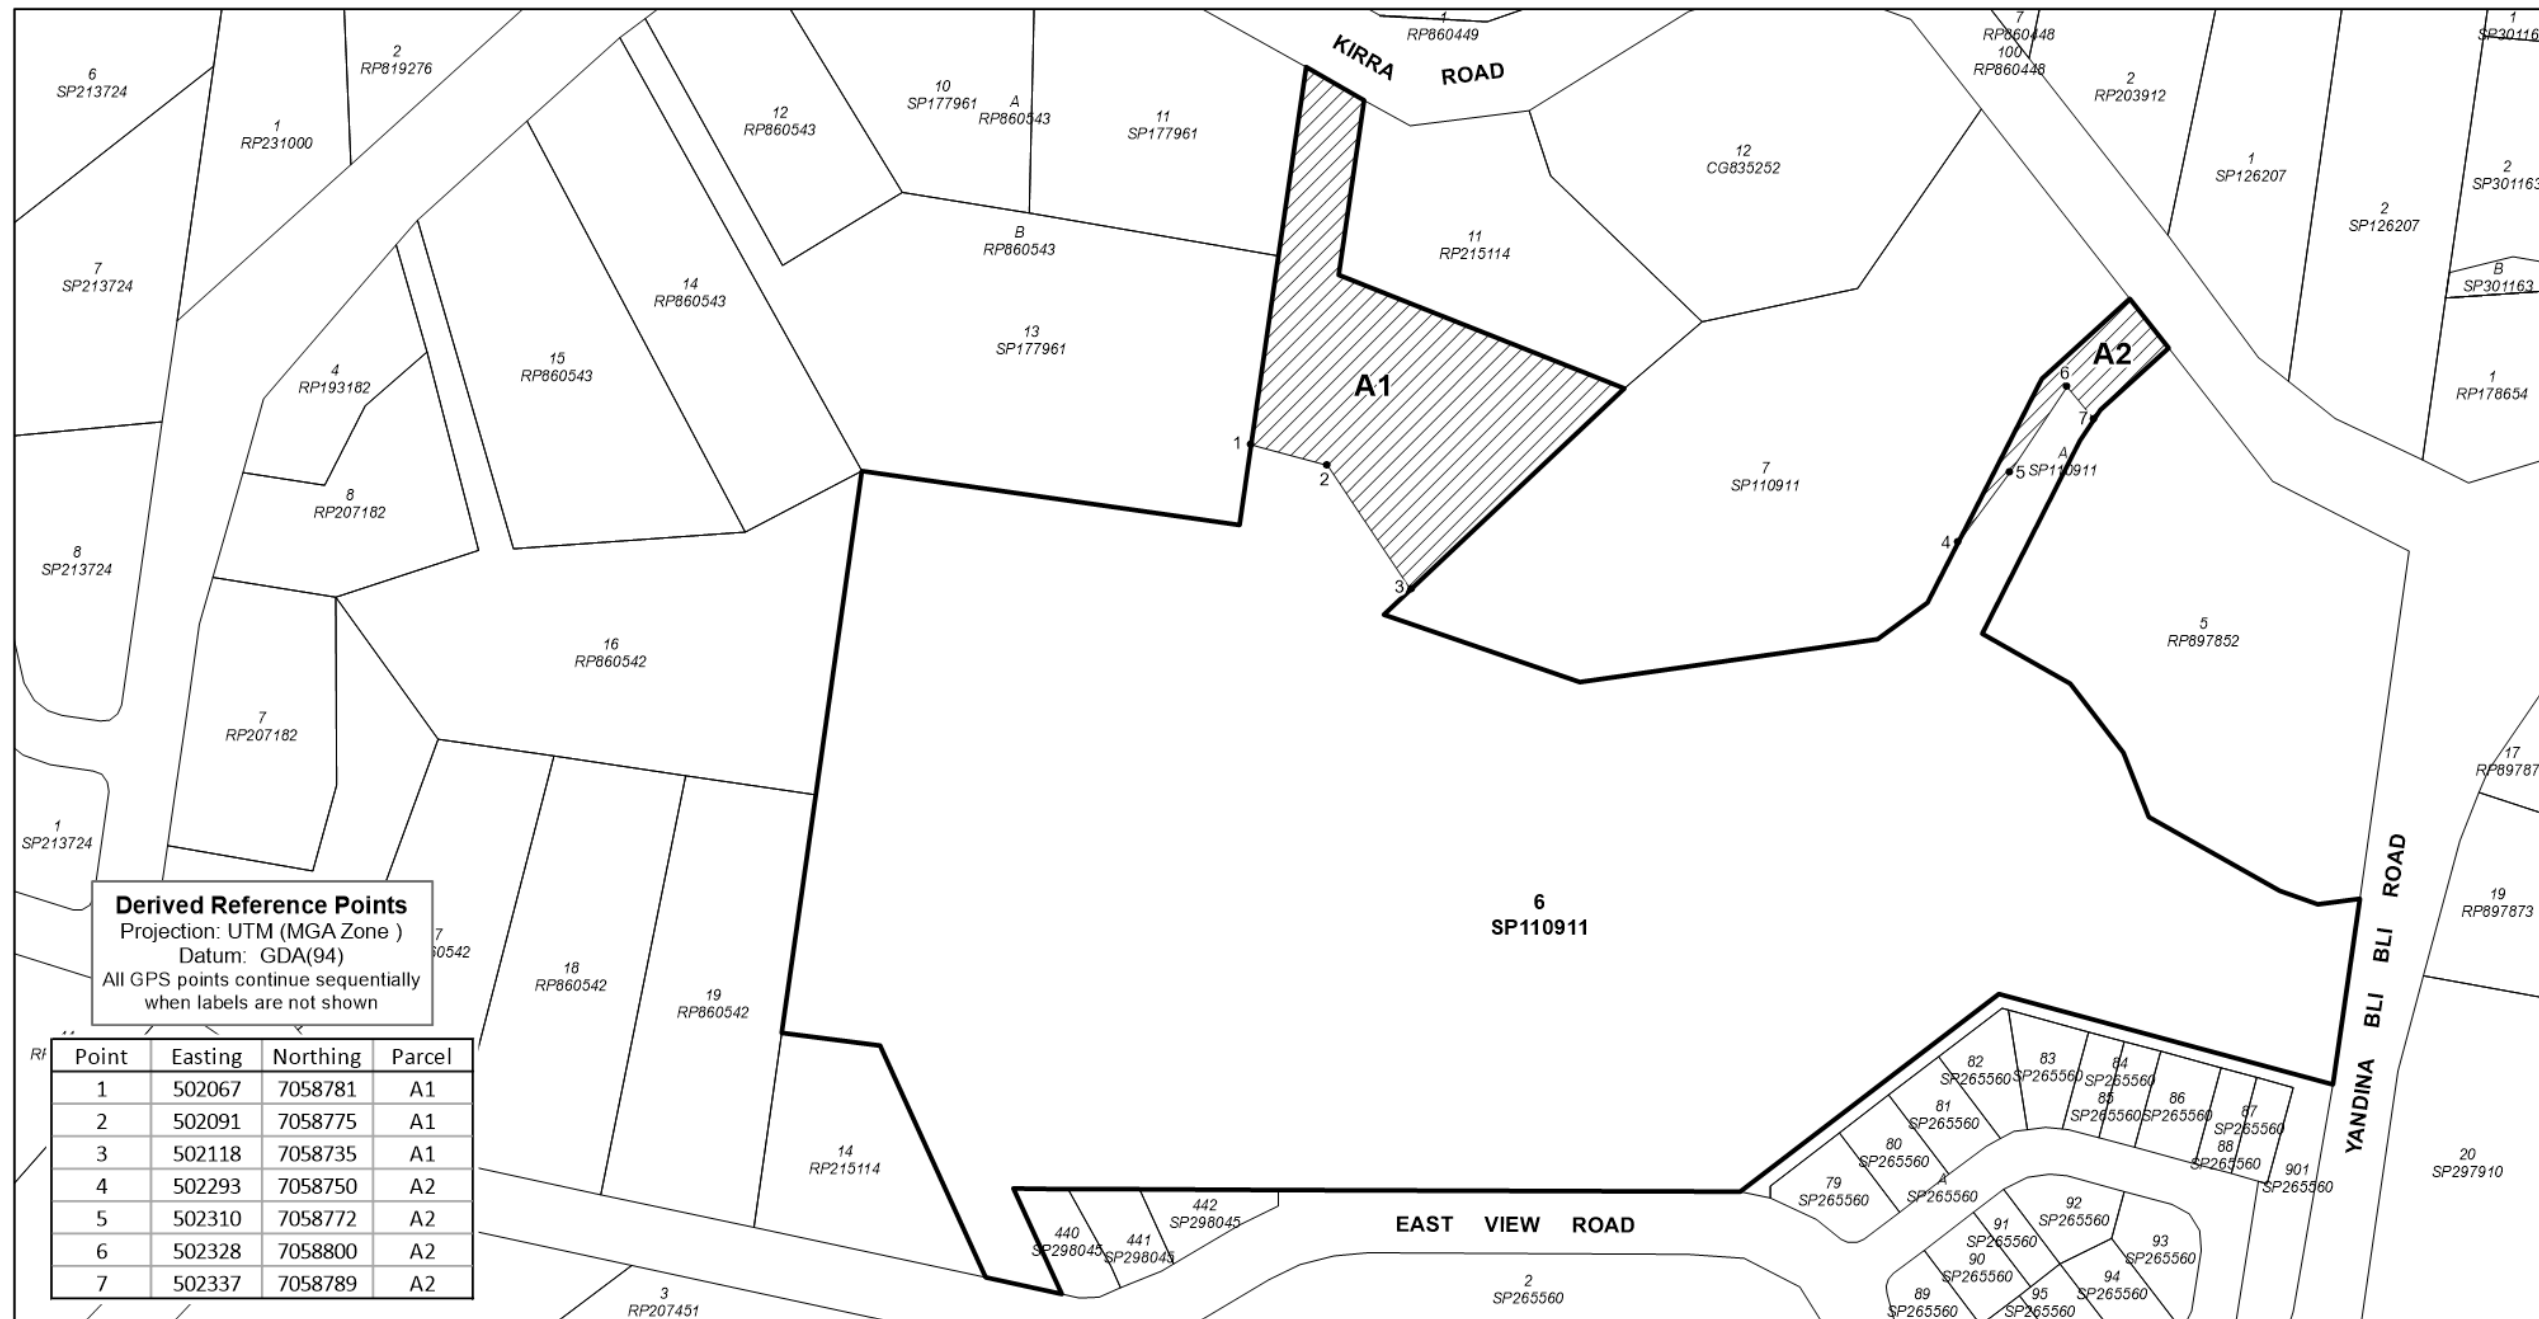 6
SP213724
1
RP231000
2
RP819276
12
RP860543
10
SP177961
A
RP860543
11
SP177961
KIRRA ROAD
1
RP860449
12
CG835252
7
RP860448
100
RP860448
2
RP203912
1
SP126207
2
SP126207
1
SP30116
2
SP301163
B
SP301163
1
RP178654
7
SP213724
4
RP193182
15
RP860543
14
RP860543
B
RP860543
13
SP177961
A1
11
RP215114
A2
6
7
5
A
SP110911
4
1
2
3
7
SP110911
8
SP213724
8
RP207182
16
RP860542
7
RP207182
5
RP897852
17
RP89787
1
SP213724
19
RP897873
YANDINA BLI BLI ROAD
6
SP110911
Derived Reference Points
Projection: UTM (MGA Zone )
Datum: GDA(94)
All GPS points continue sequentially
when labels are not shown
7
60542
18
RP860542
19
RP860542
14
RP215114
Point Easting Northing Parcel
1 502067 7058781 A1
2 502091 7058775 A1
3 502118 7058735 A1
4 502293 7058750 A2
5 502310 7058772 A2
6 502328 7058800 A2
7 502337 7058789 A2
440
SP298045
441
SP298045
442
SP298045
EAST VIEW ROAD
2
SP265560
3
RP207451
79
SP265560
80
SP265560
81
SP265560
82
SP265560
83
SP265560
84
SP265560
85
SP265560
86
SP265560
87
SP265560
88
SP265560
901
SP265560
A
SP265560
20
SP297910
92
SP265560
91
SP265560
90
SP265560
93
SP265560
94
SP265560
89
SP265560
95
SP265560